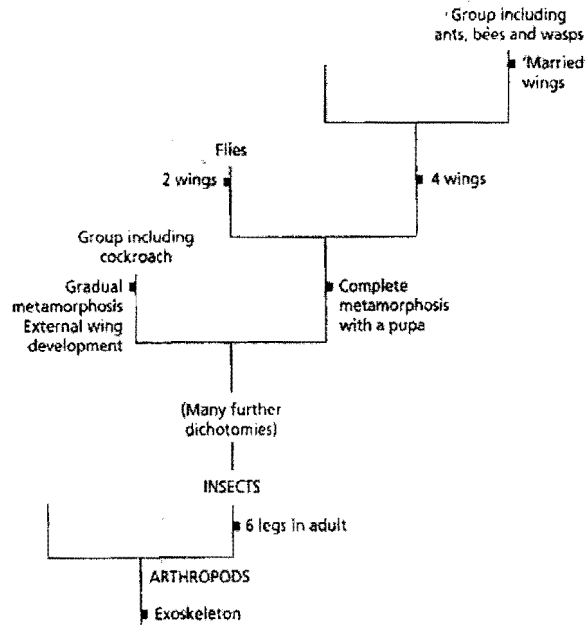 Group including
ants, bees and wasps
'Married'
wings
Flies
2 wings
4 wings
Group including
cockroach
Gradual
metamorphosis
External wing
development
Complete
metamorphosis
with a pupa
(Many further
dichotomies)
INSECTS
6 legs in adult
ARTHROPODS
Exoskeleton